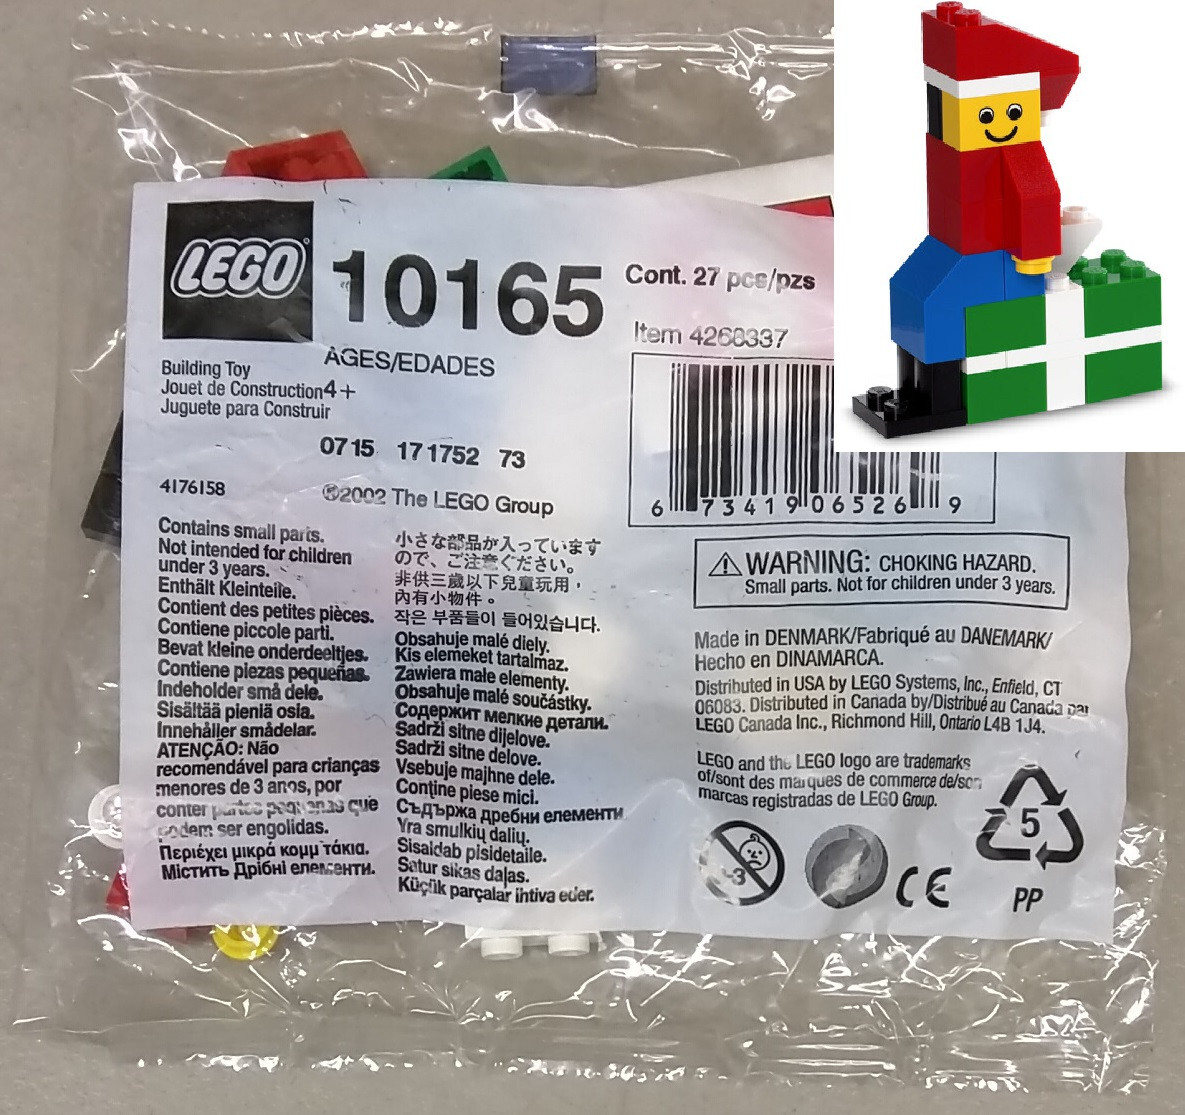 LEGO
10165
Cont. 27 pcs/pzs
Item 4260337
AGES/EDADES
Building Toy
Jouet de Construction 4+
Juguete para Construir
0715 171752 73
4176158
©2002 The LEGO Group
6 73419 06526 9
Contains small parts.
Not intended for children
under 3 years.
Enthält Kleinteile.
Contient des petites pièces.
Contiene piccole parti.
Bevat kleine onderdeeltjes.
Contiene piezas pequeñas.
Indeholder små dele.
Sisältää pieniä osia.
Innehåller smådelar.
ATENÇÃO: Não
recomendável para crianças
menores de 3 anos, por
conter partes pequenas que
podem ser engolidas.
Περιέχει μικρά κομμάτάκια.
Містить Дрібні елементи.
小さな部品が入っています
ので、ご注意ください。
非供三歲以下兒童玩用，
內有小物件。
작은 부품들이 들어있습니다.
Obsahuje malé diely.
Kis elemeket tartalmaz.
Zawiera małe elementy.
Obsahuje malé součástky.
Содержит мелкие детали.
Sadrži sitne dijelove.
Sadrži sitne delove.
Vsebuje majhne dele.
Conţine piese mici.
Съдържа дребни елементи
Yra smulkių dalių.
Sisaldab pisidetaile.
Satur sīkas daļas.
Küçük parçalar ihtiva eder.
WARNING: CHOKING HAZARD.
Small parts. Not for children under 3 years.
Made in DENMARK/Fabriqué au DANEMARK/
Hecho en DINAMARCA.
Distributed in USA by LEGO Systems, Inc., Enfield, CT
06083. Distributed in Canada by/Distribué au Canada par
LEGO Canada Inc., Richmond Hill, Ontario L4B 1J4.
LEGO and the LEGO logo are trademarks
of/sont des marques de commerce de/son
marcas registradas de LEGO Group.
0-3
CE
5
PP